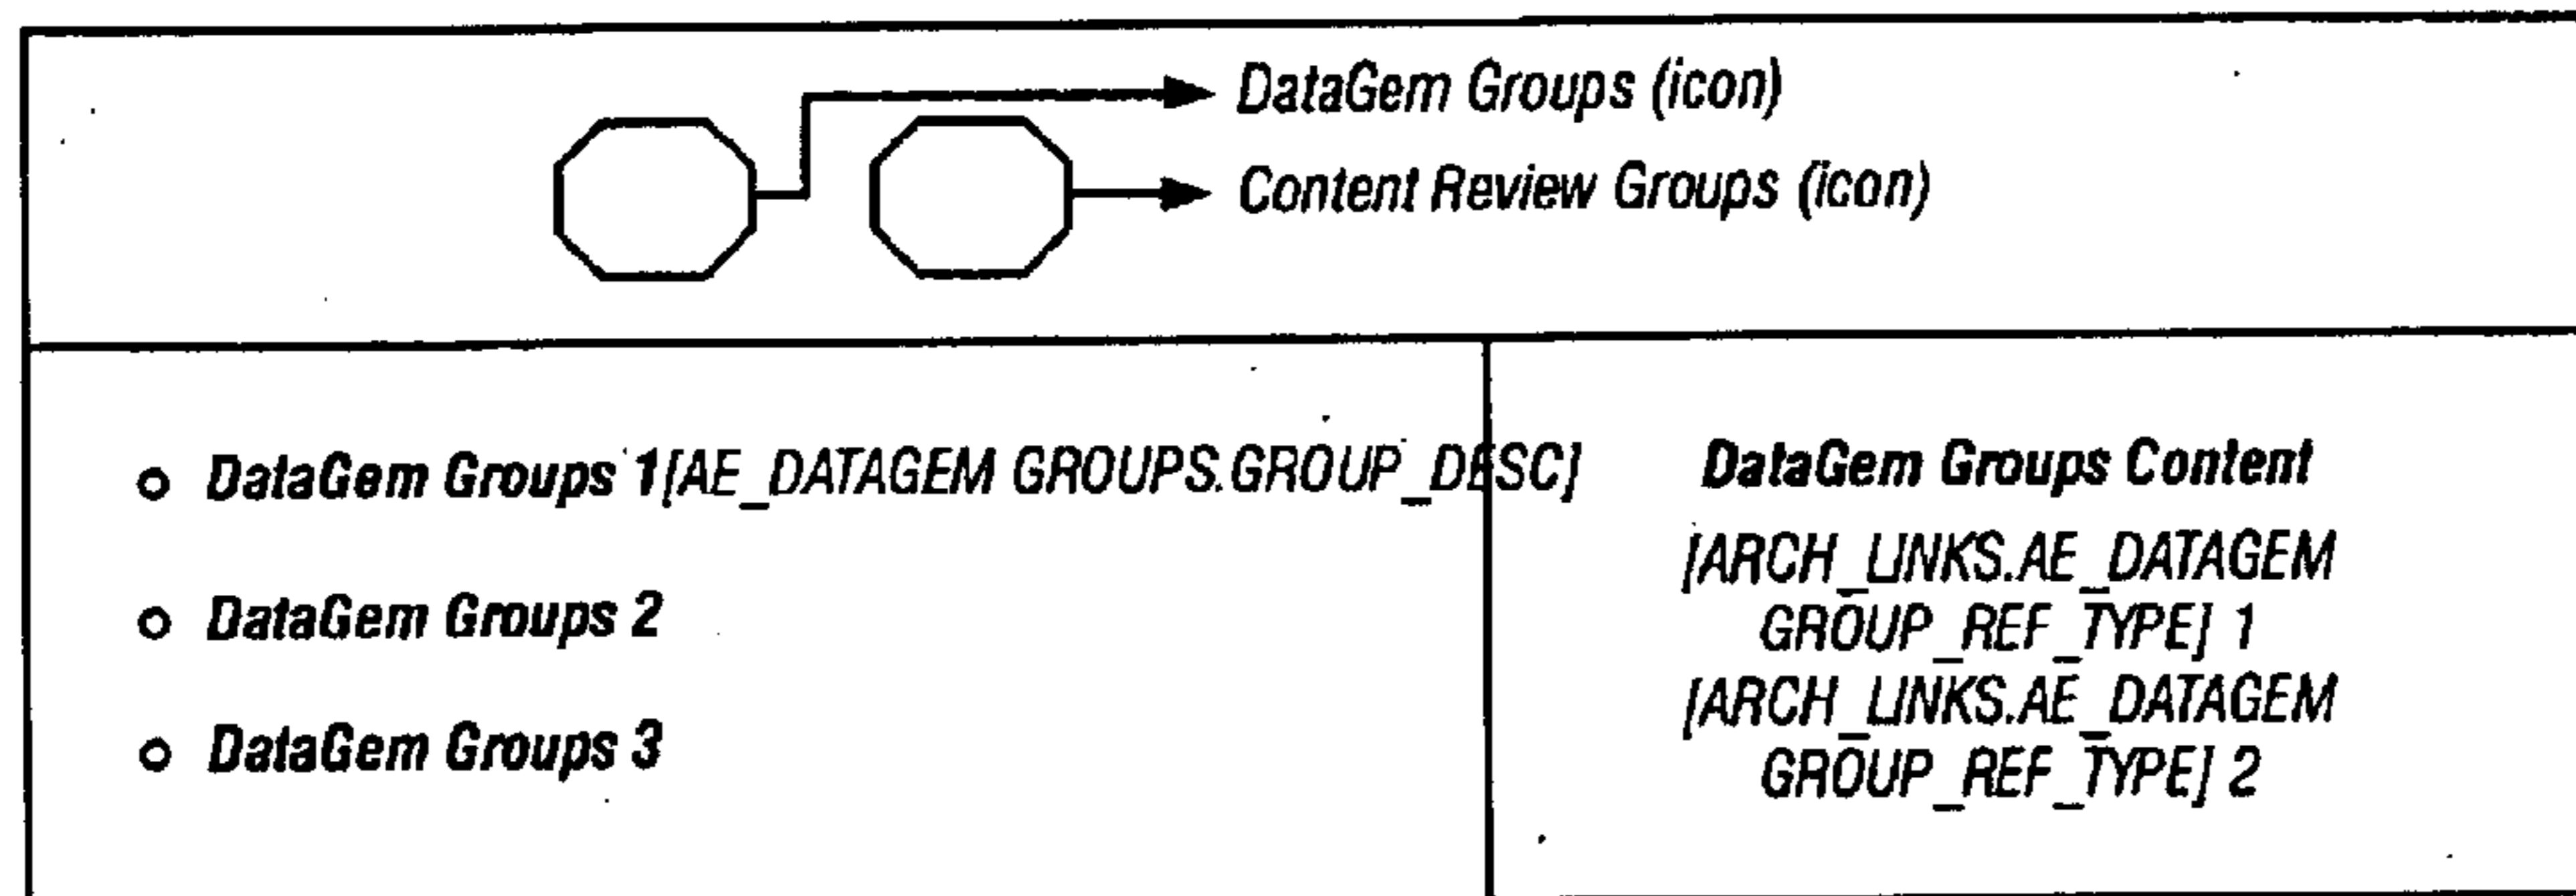 DataGem Groups (icon)
Content Review Groups (icon)
DataGem Groups 1[AE_DATAGEM GROUPS.GROUP_DESC]
DataGem Groups 2
DataGem Groups 3
DataGem Groups Content
[ARCH_LINKS.AE_DATAGEM
GROUP_REF_TYPE] 1
[ARCH_LINKS.AE_DATAGEM
GROUP_REF_TYPE] 2